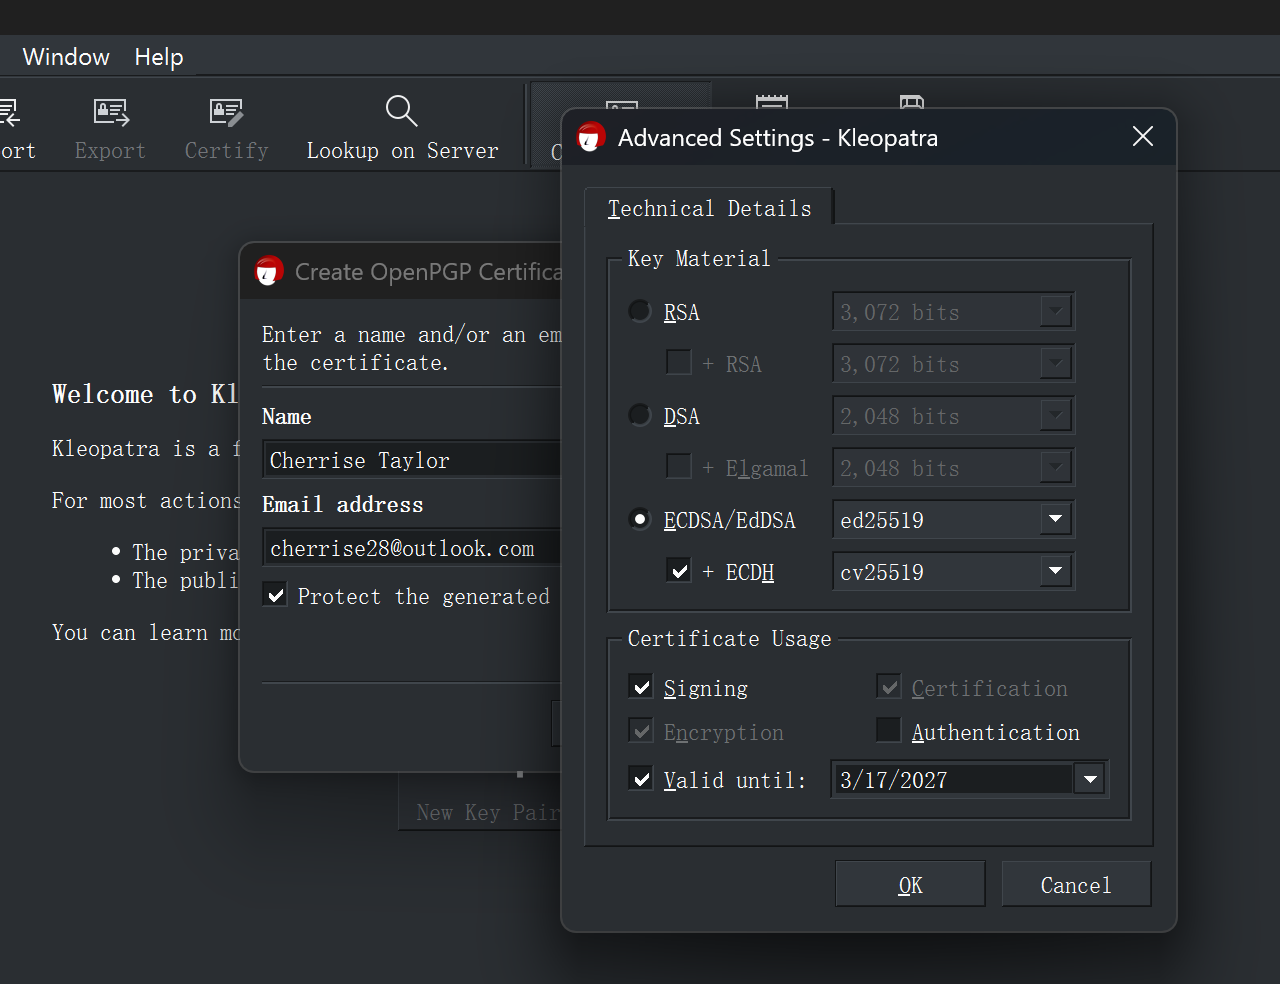 Window Help
ort Export Certify Lookup on Server
Advanced Settings - Kleopatra
Technical Details
Key Material
RSA 3,072 bits
+ RSA 3,072 bits
DSA 2,048 bits
+ Elgamal 2,048 bits
ECDSA/EdDSA ed25519
+ ECDH cv25519
Certificate Usage
Signing Certification
Encryption Authentication
Valid until: 3/17/2027
OK Cancel
Create OpenPGP Certifica
Enter a name and/or an em
the certificate.
Name
Cherrise Taylor
Email address
cherrise28@outlook.com
Protect the generated
Welcome to Kl
Kleopatra is a f
For most actions
• The priva
• The publi
You can learn mo
New Key Pair